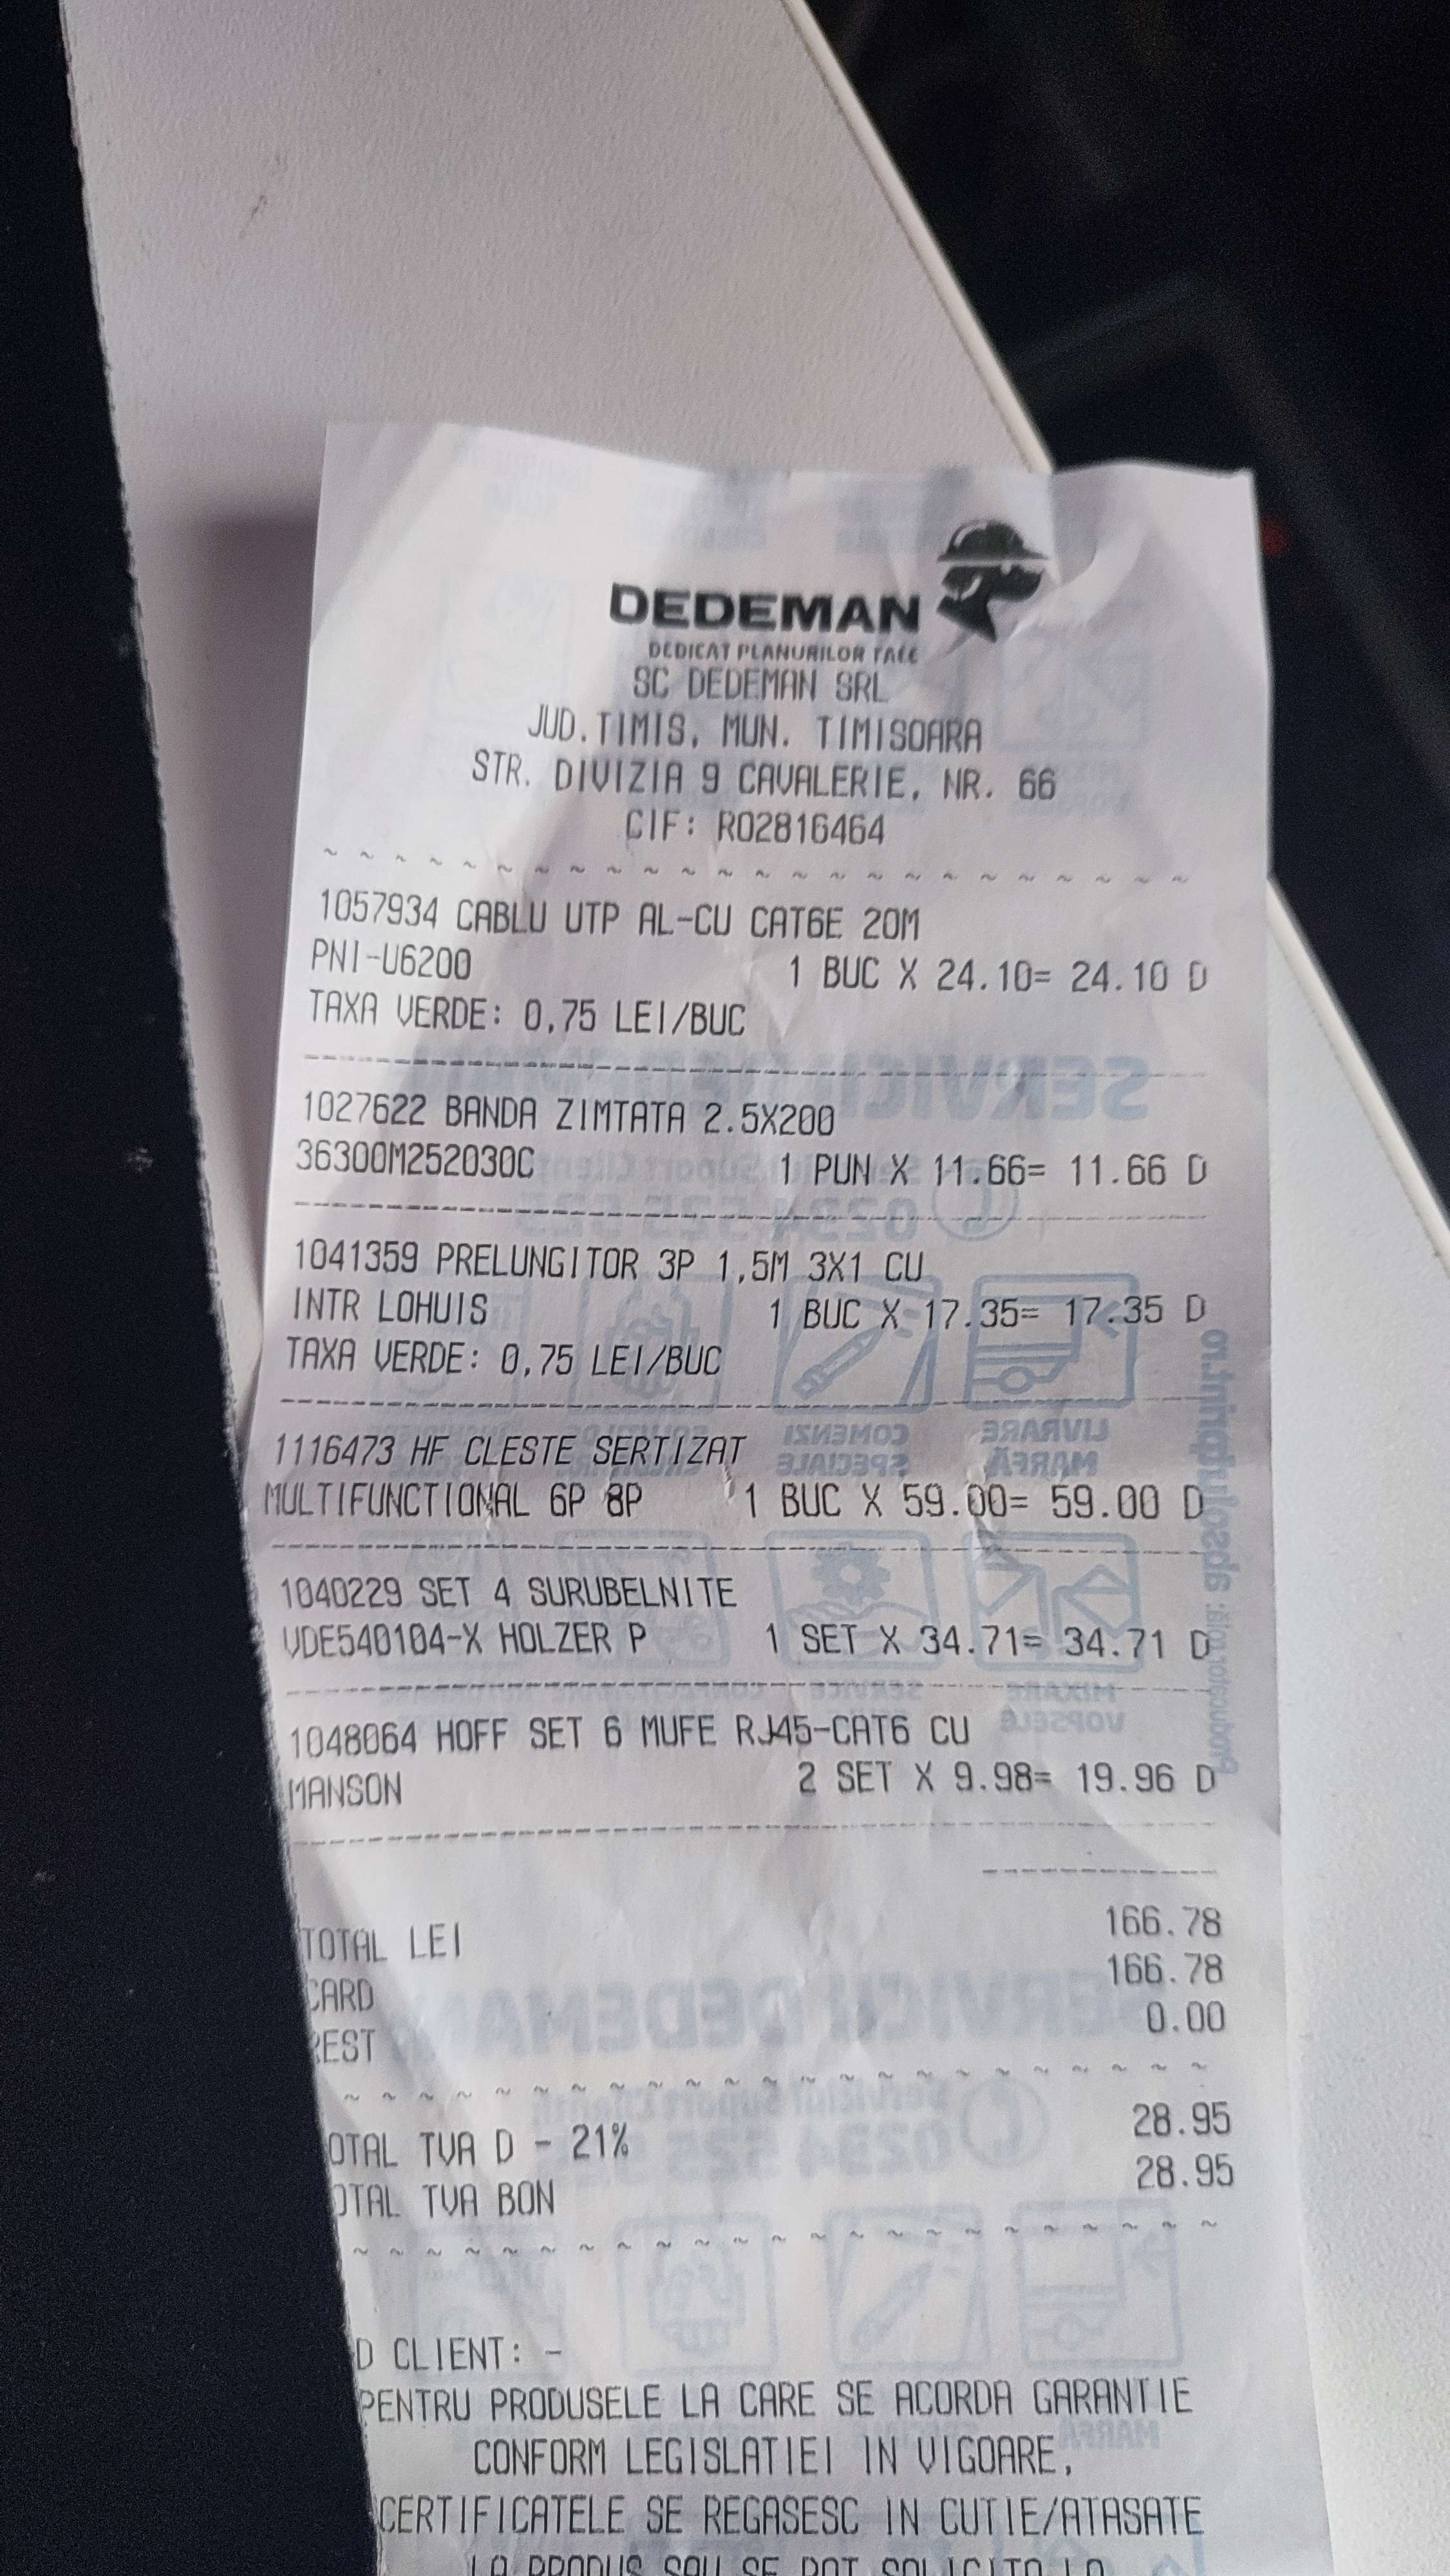 DEDEMAN
DEDICAT PLANURILOR TALE
SC DEDEMAN SRL
JUD.TIMIS, MUN. TIMISOARA
STR. DIVIZIA 9 CAVALERIE, NR. 66
CIF: RO2816464
1057934 CABLU UTP AL-CU CAT6E 20M
PNI-U6200 1 BUC X 24.10= 24.10 D
TAXA VERDE: 0,75 LEI/BUC
1027622 BANDA ZIMTATA 2.5X200
36300M252030C 1 PUN X 11.66= 11.66 D
1041359 PRELUNGITOR 3P 1,5M 3X1 CU
INTR LOHUIS 1 BUC X 17.35= 17.35 D
TAXA VERDE: 0,75 LEI/BUC
1116473 HF CLESTE SERTIZAT
MULTIFUNCTIONAL 6P 8P 1 BUC X 59.00= 59.00 D
1040229 SET 4 SURUBELNITE
VDE540104-X HOLZER P 1 SET X 34.71= 34.71 D
1048064 HOFF SET 6 MUFE RJ45-CAT6 CU
MANSON 2 SET X 9.98= 19.96 D
TOTAL LEI 166.78
CARD 166.78
REST 0.00
OTAL TVA D - 21% 28.95
OTAL TVA BON 28.95
D CLIENT: -
PENTRU PRODUSELE LA CARE SE ACORDA GARANTIE
CONFORM LEGISLATIEI IN VIGOARE,
CERTIFICATELE SE REGASESC IN CUTIE/ATASATE
LA PRODUS SAU SE POT SOLICITA LA